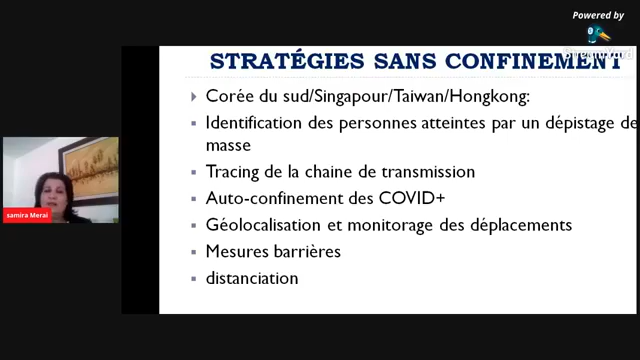 Powered by
StreamYard
STRATÉGIES SANS CONFINEMENT
Corée du sud/Singapour/Taiwan/Hongkong:
Identification des personnes atteintes par un dépistage de
masse
Tracing de la chaine de transmission
Auto-confinement des COVID+
Géolocalisation et monitorage des déplacements
Mesures barrières
distanciation
samira Merai